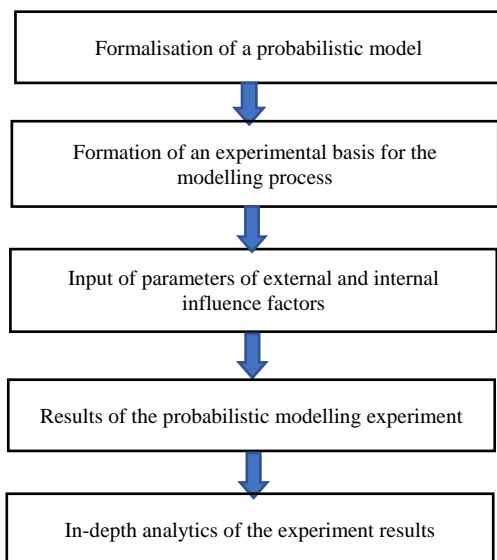 Formalisation of a probabilistic model
Formation of an experimental basis for the
modelling process
Input of parameters of external and internal
influence factors
Results of the probabilistic modelling experiment
In-depth analytics of the experiment results